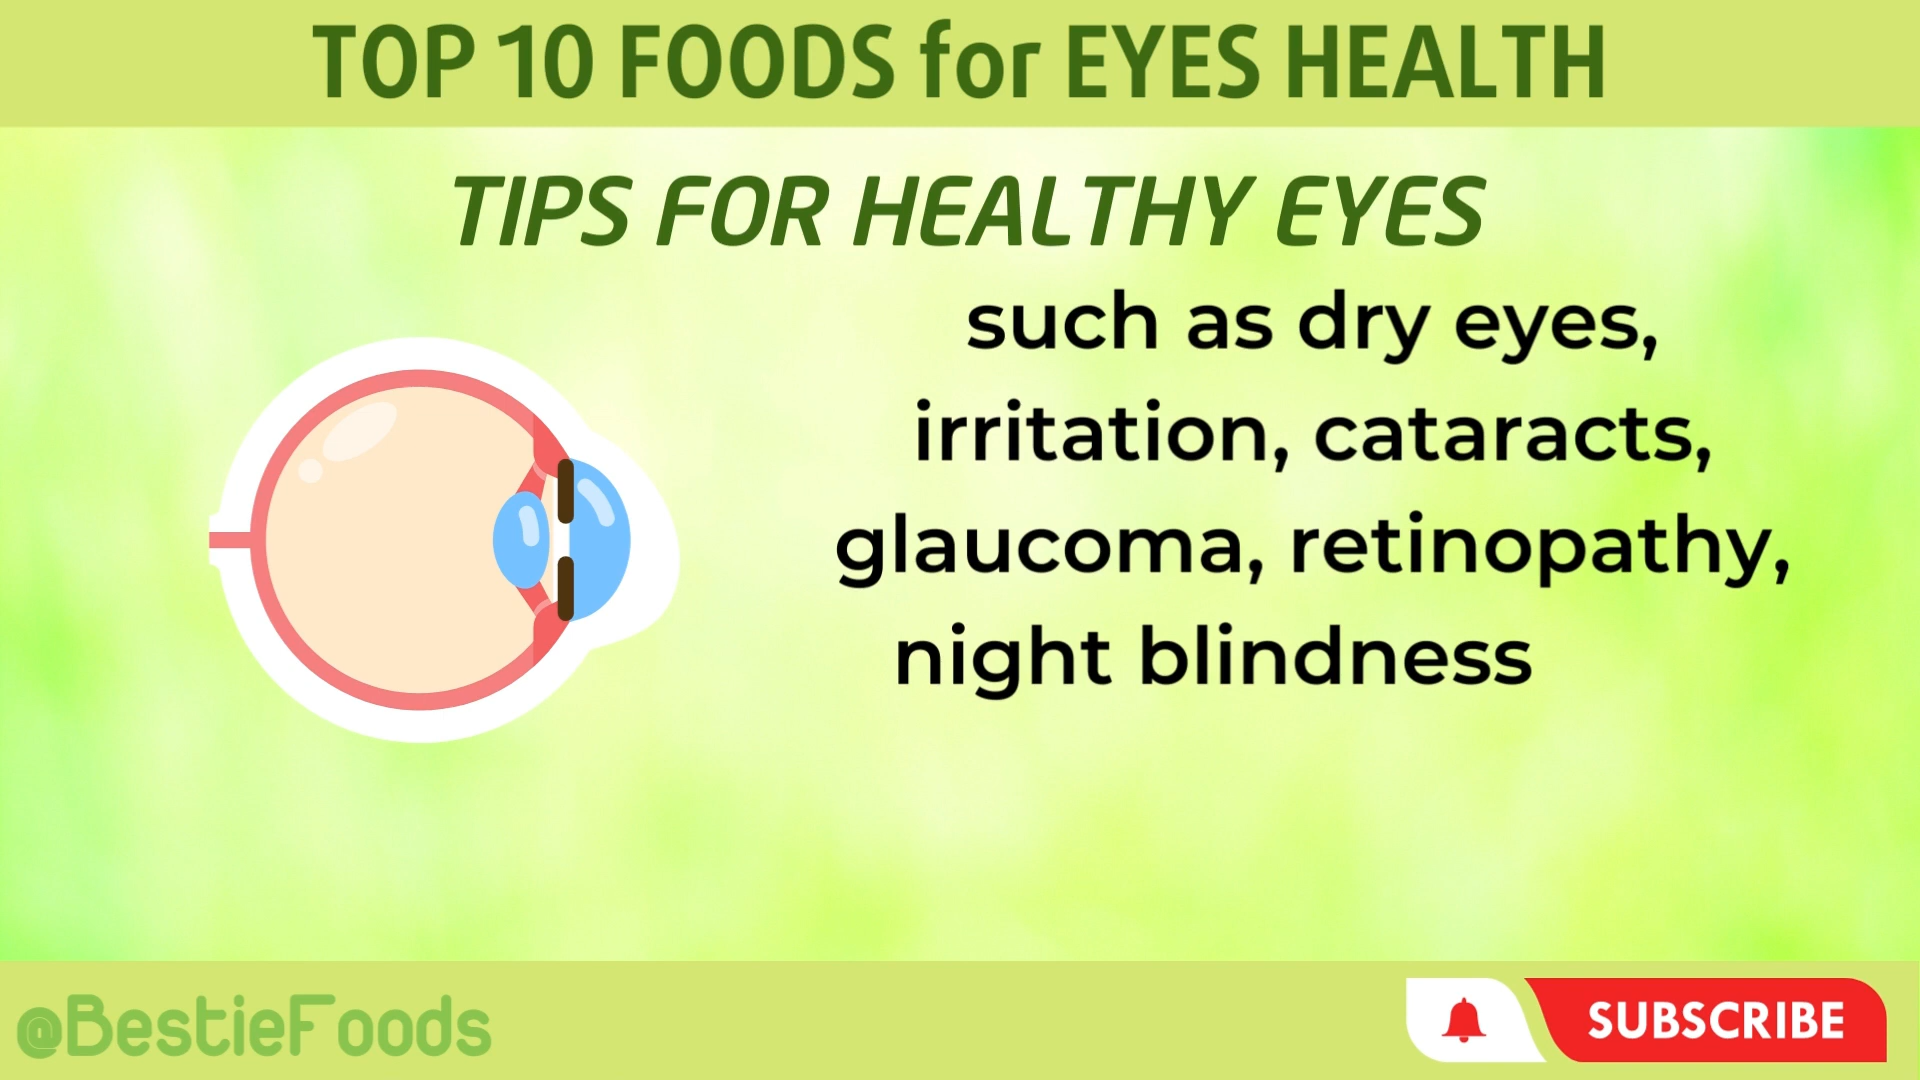 TOP 10 FOODS for EYES HEALTH
TIPS FOR HEALTHY EYES
such as dry eyes,
irritation, cataracts,
glaucoma, retinopathy,
night blindness
@BestieFoods
SUBSCRIBE